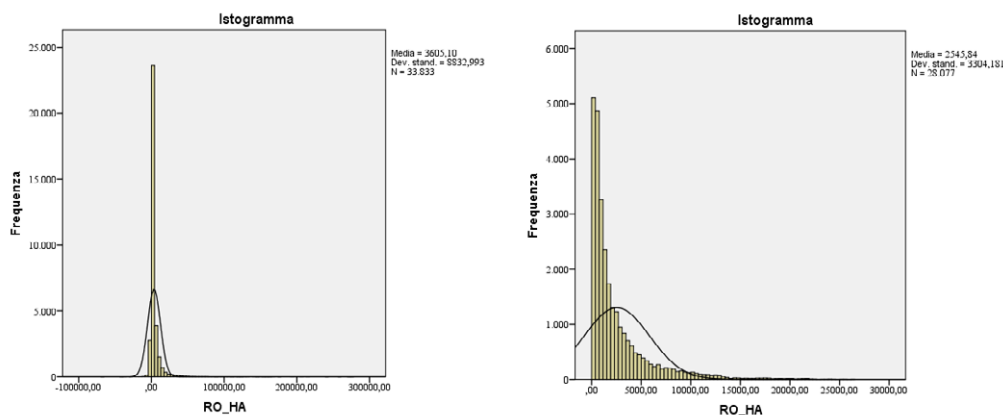 Istogramma
Media = 3605,10
Dev. stand. = 8832,993
N = 33.833
25.000
20.000
15.000
10.000
5.000
0
Frequenza
-100000,00 ,00 100000,00 20000,00 30000,00
RO_HA
Istogramma
Media = 2545,84
Dev. stand. = 3304,181
N = 28.077
6.000
5.000
4.000
3.000
2.000
1.000
0
Frequenza
,00 5000,00 10000,00 15000,00 20000,00 25000,00 30000,00
RO_HA